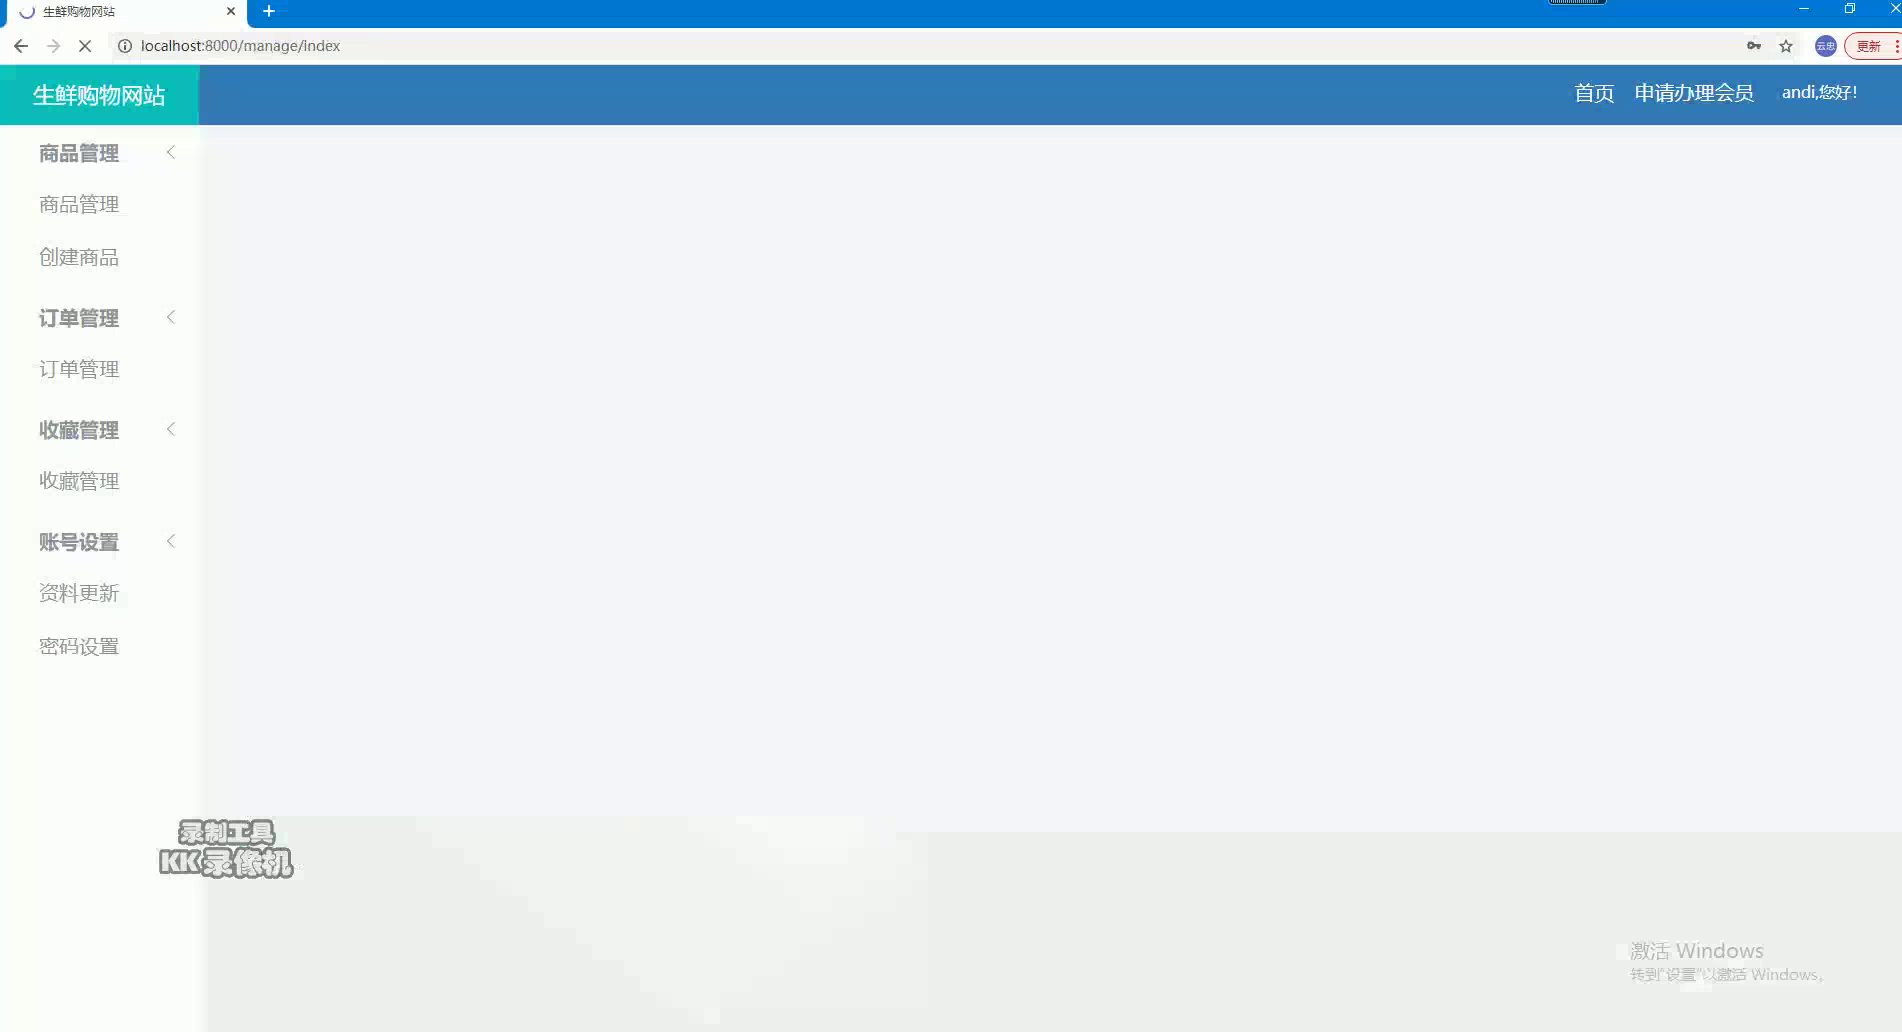 生鲜购物网站
localhost:8000/manage/index
云忠
更新
生鲜购物网站
首页 申请办理会员 andi,您好!
商品管理
商品管理
创建商品
订单管理
订单管理
收藏管理
收藏管理
账号设置
资料更新
密码设置
录制工具
KK录像机
激活 Windows
转到"设置"以激活 Windows。